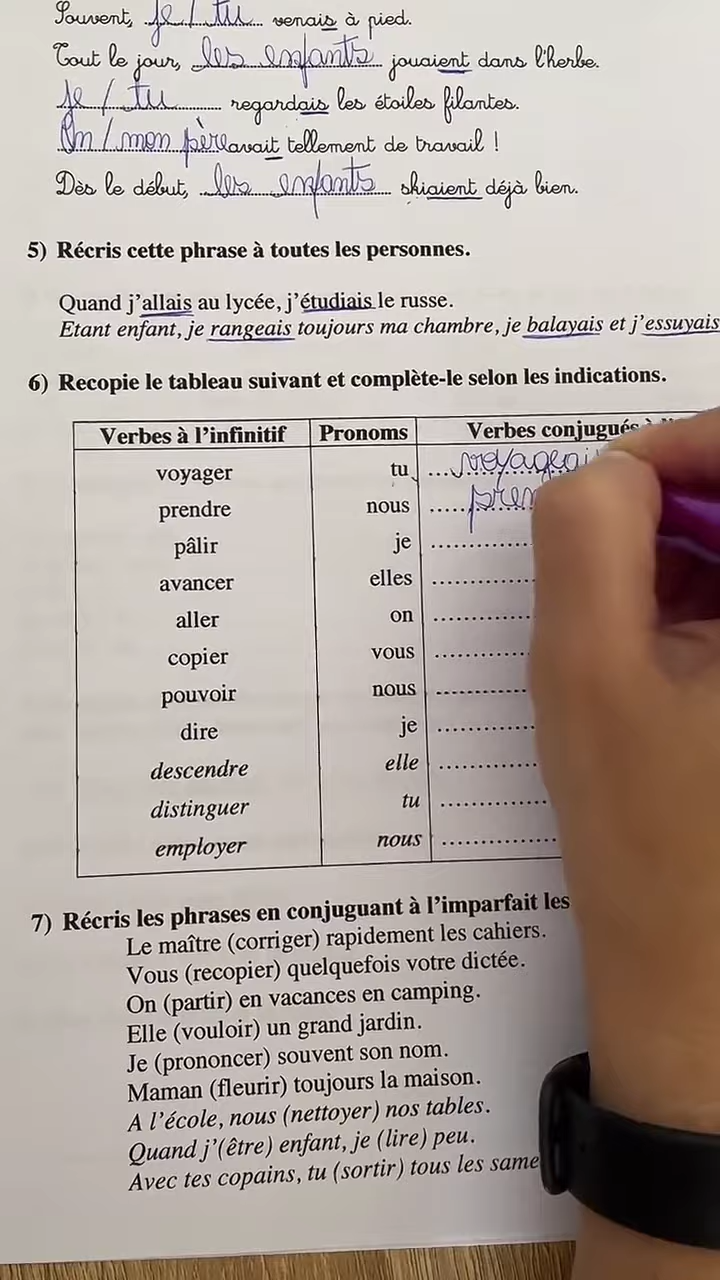 Souvent, je / tu venais à pied.
Tout le jour, les enfants jouaient dans l'herbe.
je / tu regardais les étoiles filantes.
On / mon père avait tellement de travail !
Dès le début, les enfants skiaient déjà bien.
5) Récris cette phrase à toutes les personnes.
Quand j'allais au lycée, j'étudiais le russe.
Etant enfant, je rangeais toujours ma chambre, je balayais et j'essuyais
6) Recopie le tableau suivant et complète-le selon les indications.
Verbes à l'infinitif Pronoms Verbes conjugués
voyager tu voyageai
prendre nous pren
pâlir je
avancer elles
aller on
copier vous
pouvoir nous
dire je
descendre elle
distinguer tu
employer nous
7) Récris les phrases en conjuguant à l'imparfait les
Le maître (corriger) rapidement les cahiers.
Vous (recopier) quelquefois votre dictée.
On (partir) en vacances en camping.
Elle (vouloir) un grand jardin.
Je (prononcer) souvent son nom.
Maman (fleurir) toujours la maison.
A l'école, nous (nettoyer) nos tables.
Quand j'(être) enfant, je (lire) peu.
Avec tes copains, tu (sortir) tous les same